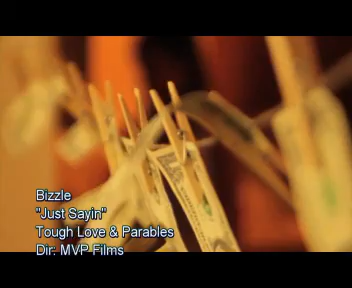 Bizzle
"Just Sayin"
Tough Love & Parables
Dir: MVP Films